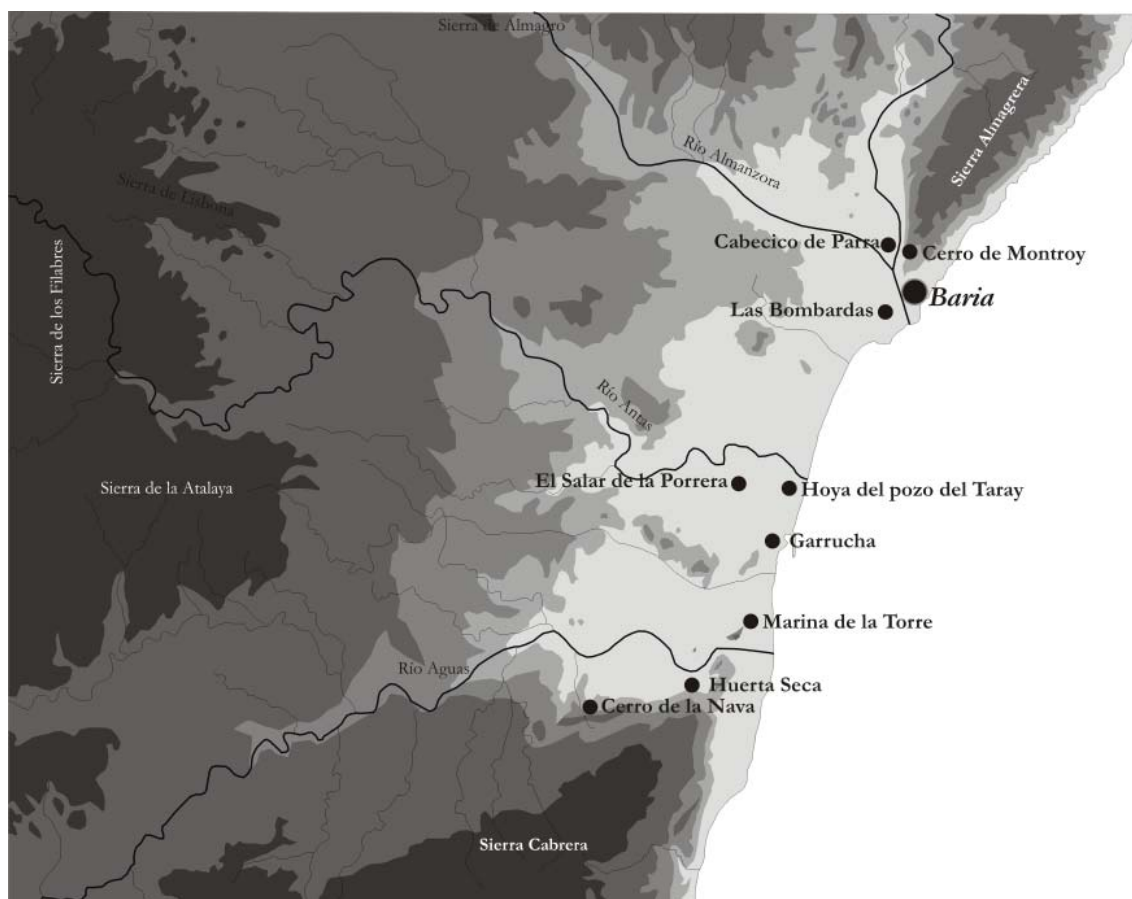 Sierra de Almagro
Sierra Almagrera
Río Almanzora
Sierra de Lisbona
Cabecico de Parra
Cerro de Montroy
Sierra de los Filabres
Baria
Las Bombardas
Río Antas
El Salar de la Porrera
Sierra de la Atalaya
Hoya del pozo del Taray
Garrucha
Marina de la Torre
Río Aguas
Huerta Seca
Cerro de la Nava
Sierra Cabrera